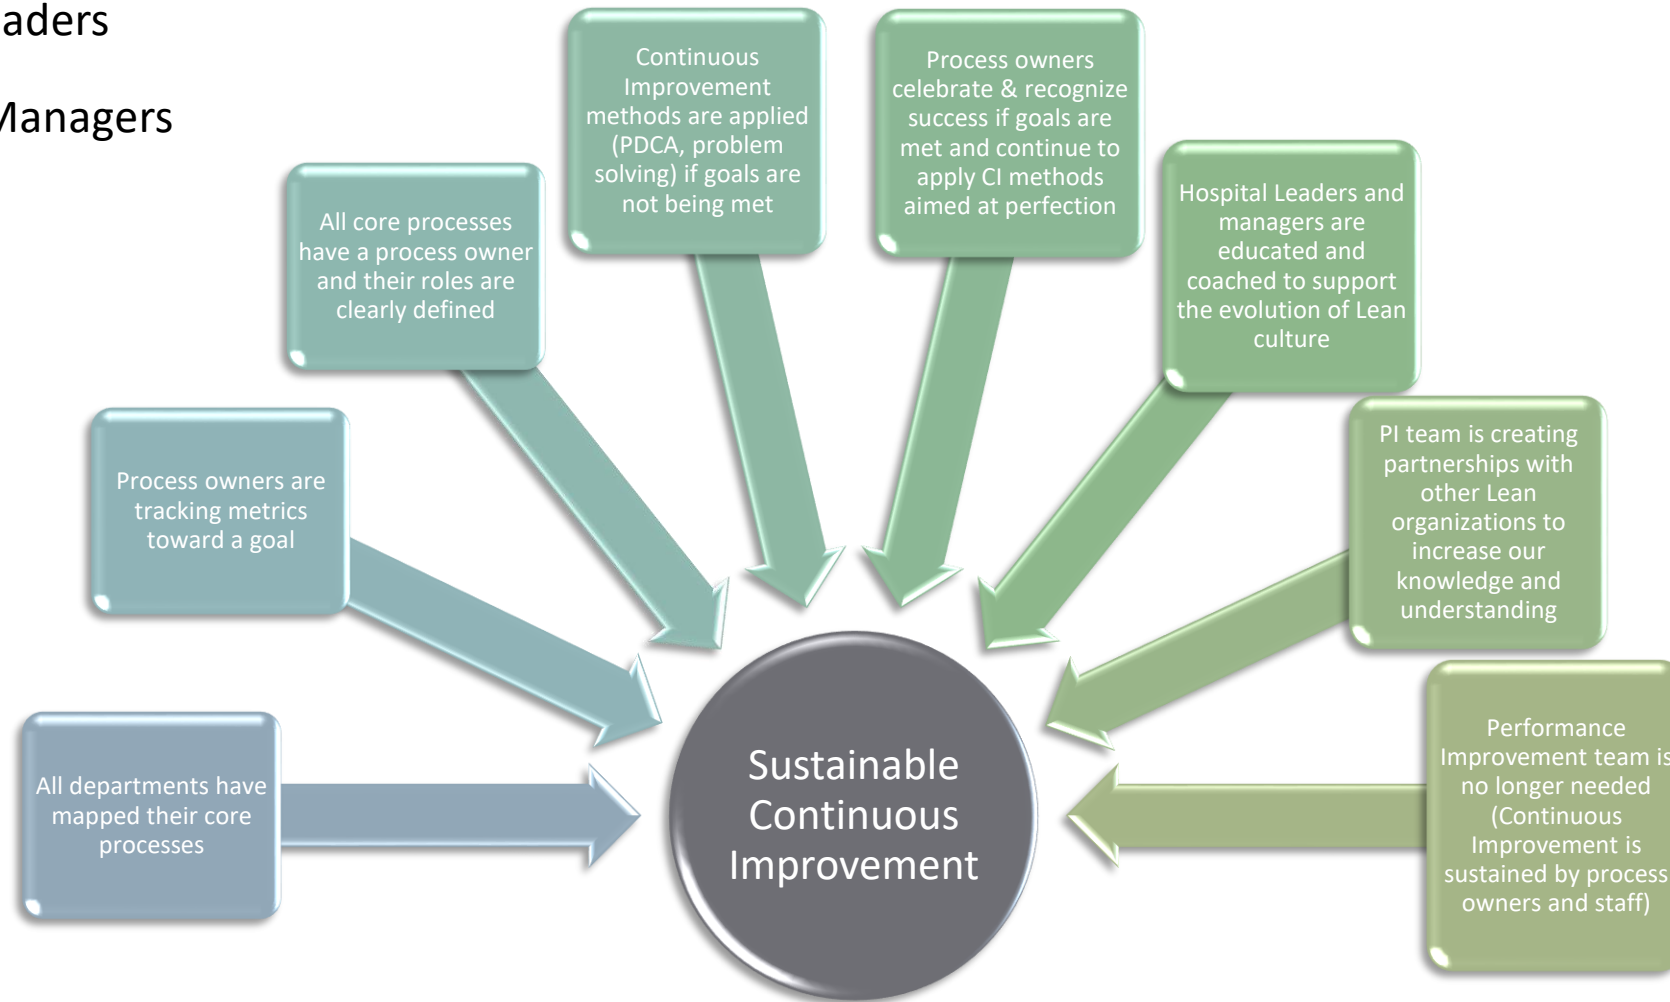 aders
Managers
All departments have
mapped their core
processes
Process owners are
tracking metrics
toward a goal
All core processes
have a process owner
and their roles are
clearly defined
Continuous
Improvement
methods are applied
(PDCA, problem
solving) if goals are
not being met
Process owners
celebrate & recognize
success if goals are
met and continue to
apply CI methods
aimed at perfection
Hospital Leaders and
managers are
educated and
coached to support
the evolution of Lean
culture
PI team is creating
partnerships with
other Lean
organizations to
increase our
knowledge and
understanding
Performance
Improvement team is
no longer needed
(Continuous
Improvement is
sustained by process
owners and staff)
Sustainable
Continuous
Improvement